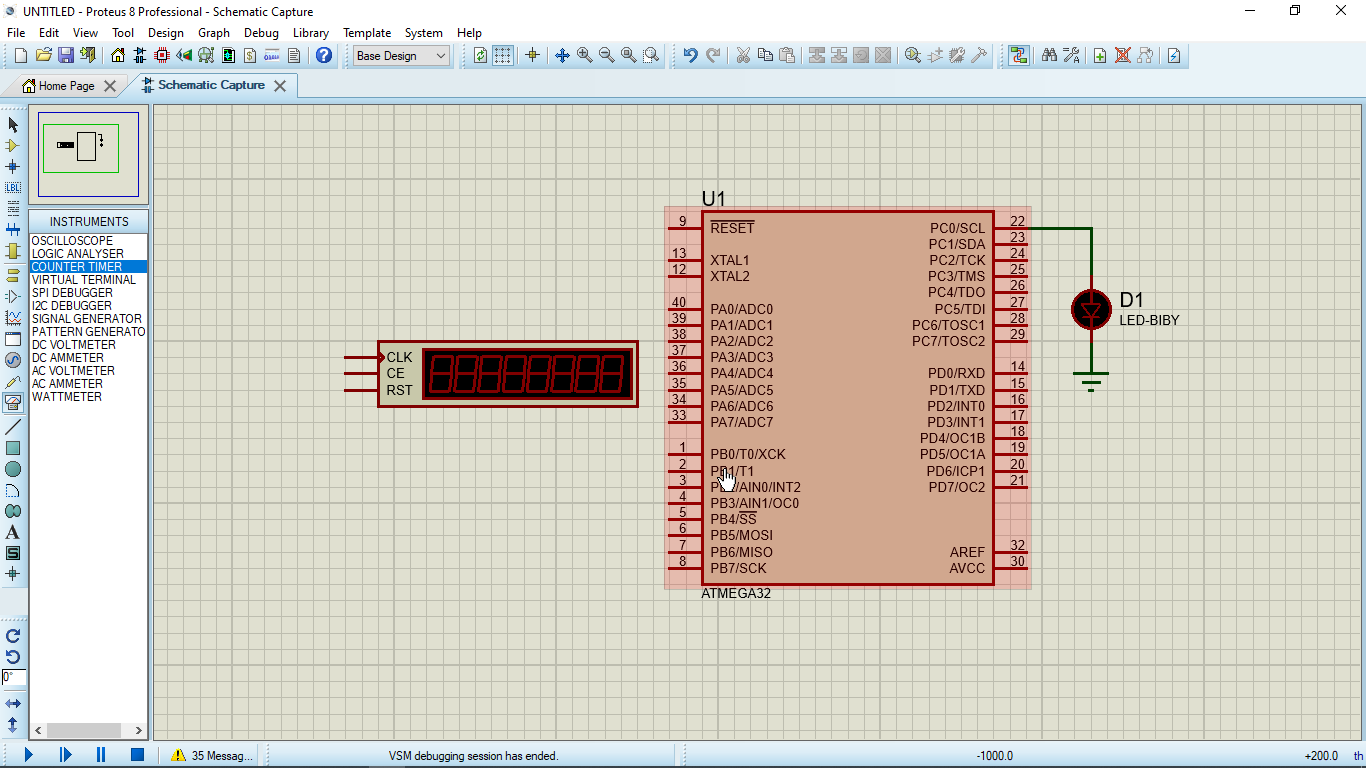 UNTITLED - Proteus 8 Professional - Schematic Capture
File Edit View Tool Design Graph Debug Library Template System Help
Base Design
Home Page Schematic Capture
INSTRUMENTS
OSCILLOSCOPE
LOGIC ANALYSER
COUNTER TIMER
VIRTUAL TERMINAL
SPI DEBUGGER
I2C DEBUGGER
SIGNAL GENERATOR
PATTERN GENERATO
DC VOLTMETER
DC AMMETER
AC VOLTMETER
AC AMMETER
WATTMETER
LBL
A
S
0°
CLK
CE
RST
U1
9 RESET
13 XTAL1
12 XTAL2
40 PA0/ADC0
39 PA1/ADC1
38 PA2/ADC2
37 PA3/ADC3
36 PA4/ADC4
35 PA5/ADC5
34 PA6/ADC6
33 PA7/ADC7
1 PB0/T0/XCK
2 PB1/T1
3 /AIN0/INT2
4 PB3/AIN1/OC0
5 PB4/SS
6 PB5/MOSI
7 PB6/MISO
8 PB7/SCK
PC0/SCL 22
PC1/SDA 23
PC2/TCK 24
PC3/TMS 25
PC4/TDO 26
PC5/TDI 27
PC6/TOSC1 28
PC7/TOSC2 29
PD0/RXD 14
PD1/TXD 15
PD2/INT0 16
PD3/INT1 17
PD4/OC1B 18
PD5/OC1A 19
PD6/ICP1 20
PD7/OC2 21
AREF 32
AVCC 30
ATMEGA32
D1
LED-BIBY
35 Messag... VSM debugging session has ended. -1000.0 +200.0 th